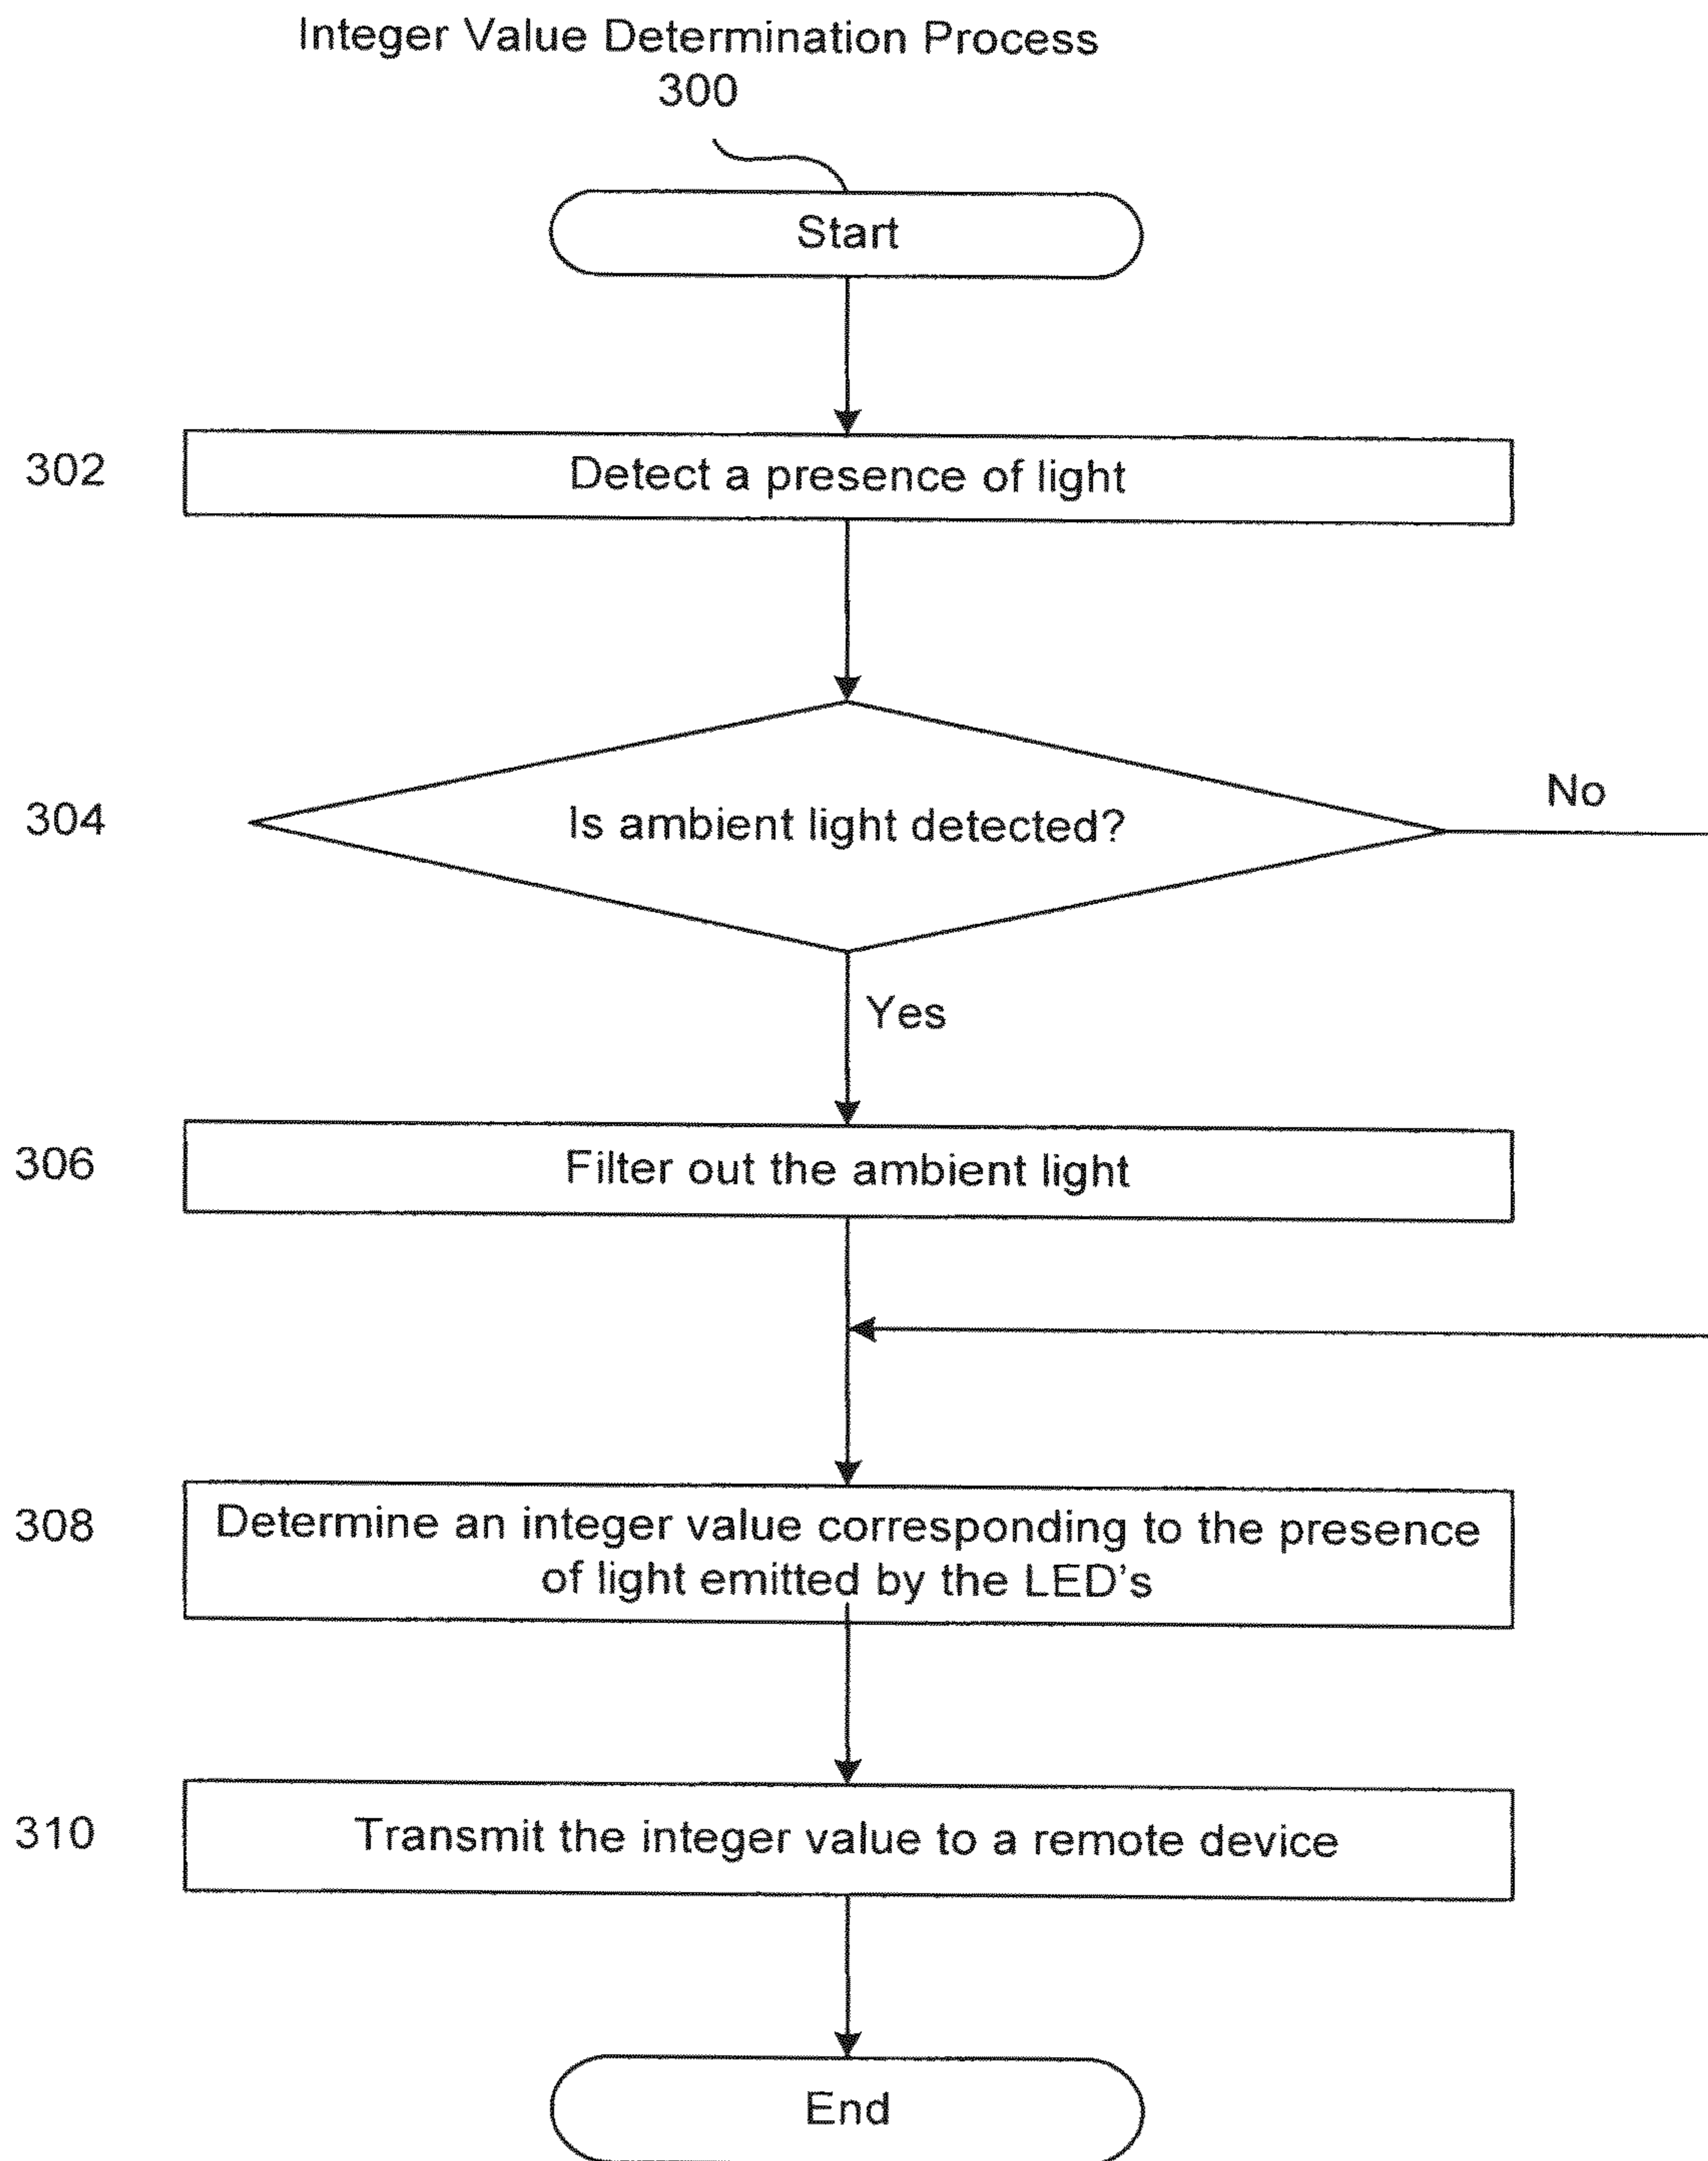 Integer Value Determination Process
300
Start
302
Detect a presence of light
304
Is ambient light detected?
No
Yes
306
Filter out the ambient light
308
Determine an integer value corresponding to the presence
of light emitted by the LED's
310
Transmit the integer value to a remote device
End